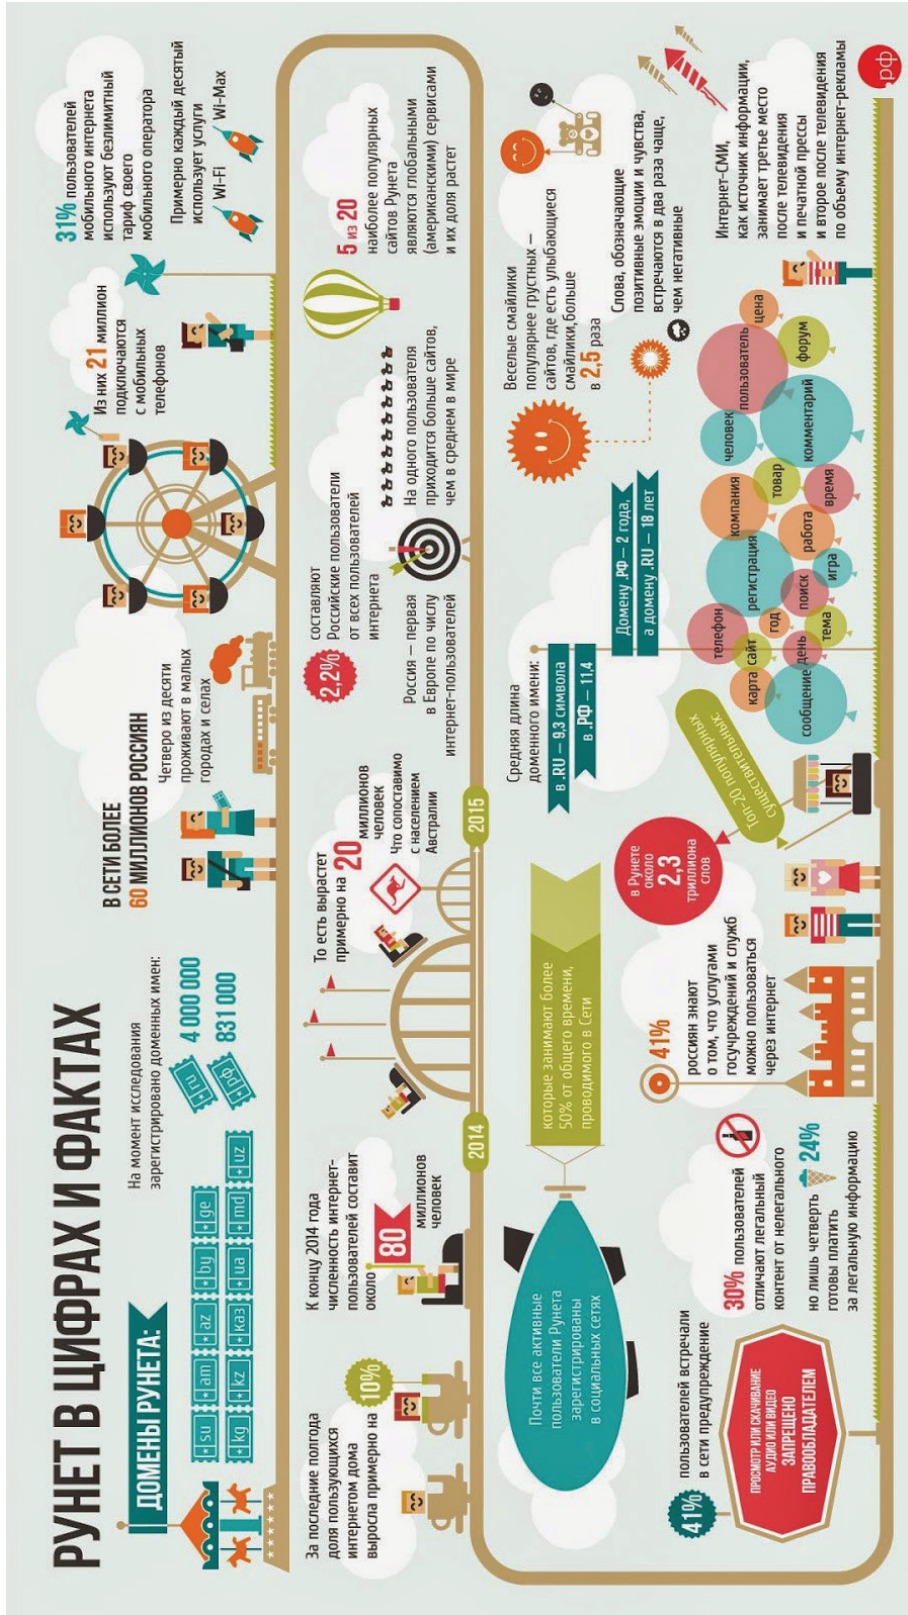 РУНЕТ В ЦИФРАХ И ФАКТАХ
ДОМЕНЫ РУНЕТА:
su
am
az
by
ge
kg
kz
каз
ua
md
uz
На момент исследования
зарегистрировано доменных имен:
ru
4 000 000
рф
831 000
В СЕТИ БОЛЕЕ
60 МИЛЛИОНОВ РОССИЯН
Четверо из десяти
проживают в малых
городах и селах
Из них 21 миллион
подключаются
с мобильных
телефонов
31% пользователей
мобильного интернета
используют безлимитный
тариф своего
мобильного оператора
Примерно каждый десятый
использует услуги
Wi-Fi
Wi-Max
За последние полгода
доля пользующихся
интернетом дома
выросла примерно на
10%
К концу 2014 года
численность интернет-
пользователей составит
около
80
миллионов
человек
То есть вырастет
примерно на 20
миллионов
человек
Что сопоставимо
с населением
Австралии
2014
2015
2,2%
составляют
Российские пользователи
от всех пользователей
интернета
Россия – первая
в Европе по числу
интернет-пользователей
На одного пользователя
приходится больше сайтов,
чем в среднем в мире
5 из 20
наиболее популярных
сайтов Рунета
являются глобальными
(американскими) сервисами
и их доля растет
Почти все активные
пользователи Рунета
зарегистрированы
в социальных сетях
которые занимают более
50% от общего времени,
проводимого в Сети
Средняя длина
доменного имени:
в .RU – 9,3 символа
в .РФ – 11,4
Домену .РФ – 2 года,
а домену .RU – 18 лет
Веселые смайлики
популярнее грустных –
сайтов, где есть улыбающиеся
смайлики, больше
в 2,5 раза
Слова, обозначающие
позитивные эмоции и чувства,
встречаются в два раза чаще,
чем негативные
41%
пользователей встречали
в сети предупреждение
ПРОСМОТР ИЛИ СКАЧИВАНИЕ
АУДИО ИЛИ ВИДЕО
ЗАПРЕЩЕНО
ПРАВООБЛАДАТЕЛЕМ
30% пользователей
отличают легальный
контент от нелегального
но лишь четверть
готовы платить
за легальную информацию
24%
41%
россиян знают
о том, что услугами
госучреждений и служб
можно пользоваться
через интернет
в Рунете
около
2,3
триллиона
слов
Топ-20 популярных
существительных:
сообщение
карта
сайт
телефон
день
год
тема
поиск
регистрация
игра
работа
компания
товар
время
человек
комментарий
пользователь
форум
цена
Интернет-СМИ,
как источник информации,
занимает третье место
после телевидения
и печатной прессы
и второе после телевидения
по объему интернет-рекламы
.рф